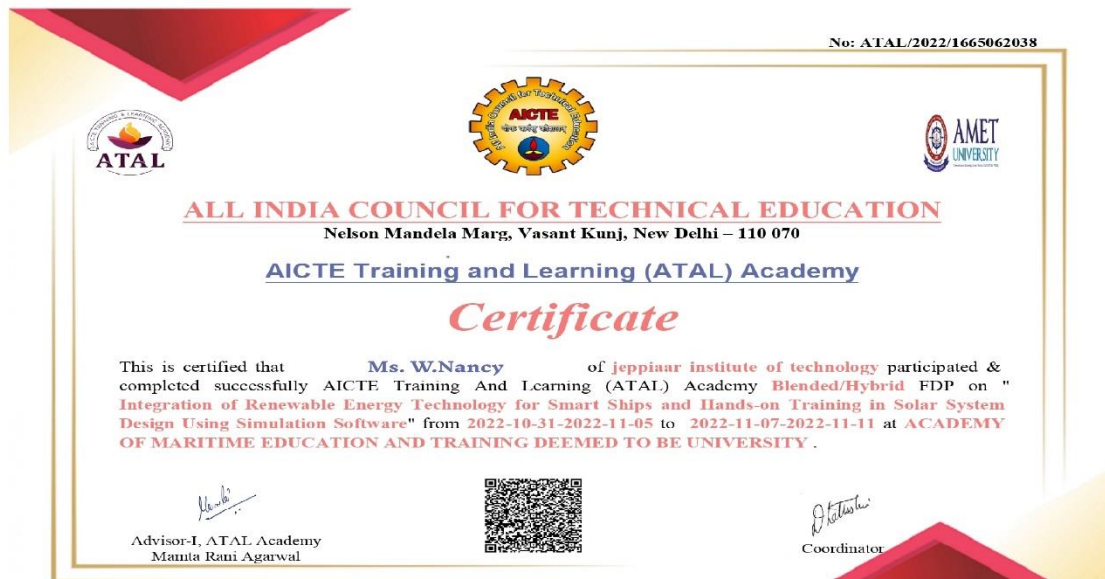 No: ATAL/2022/1665062038
ATAL
AICTE
AMET
UNIVERSITY
ALL INDIA COUNCIL FOR TECHNICAL EDUCATION
Nelson Mandela Marg, Vasant Kunj, New Delhi – 110 070
AICTE Training and Learning (ATAL) Academy
Certificate
This is certified that Ms. W.Nancy of jeppiaar institute of technology participated &
completed successfully AICTE Training And Learning (ATAL) Academy Blended/Hybrid FDP on "
Integration of Renewable Energy Technology for Smart Ships and Hands-on Training in Solar System
Design Using Simulation Software" from 2022-10-31-2022-11-05 to 2022-11-07-2022-11-11 at ACADEMY
OF MARITIME EDUCATION AND TRAINING DEEMED TO BE UNIVERSITY .
Advisor-I, ATAL Academy
Mamta Rani Agarwal
Coordinator